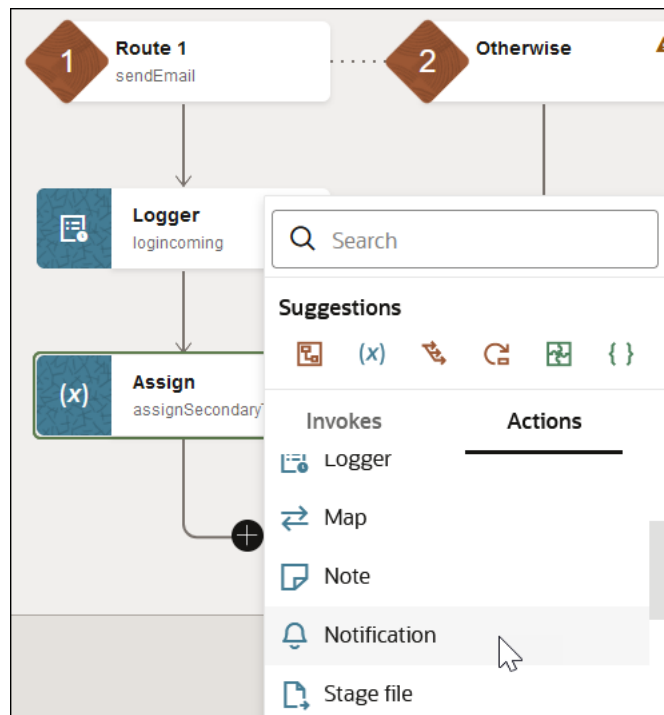 1
Route 1
sendEmail
2
Otherwise
Logger
logincoming
Assign
(x)
assignSecondaryT
Search
Suggestions
(x)
{ }
Invokes
Actions
Logger
Map
Note
Notification
Stage file